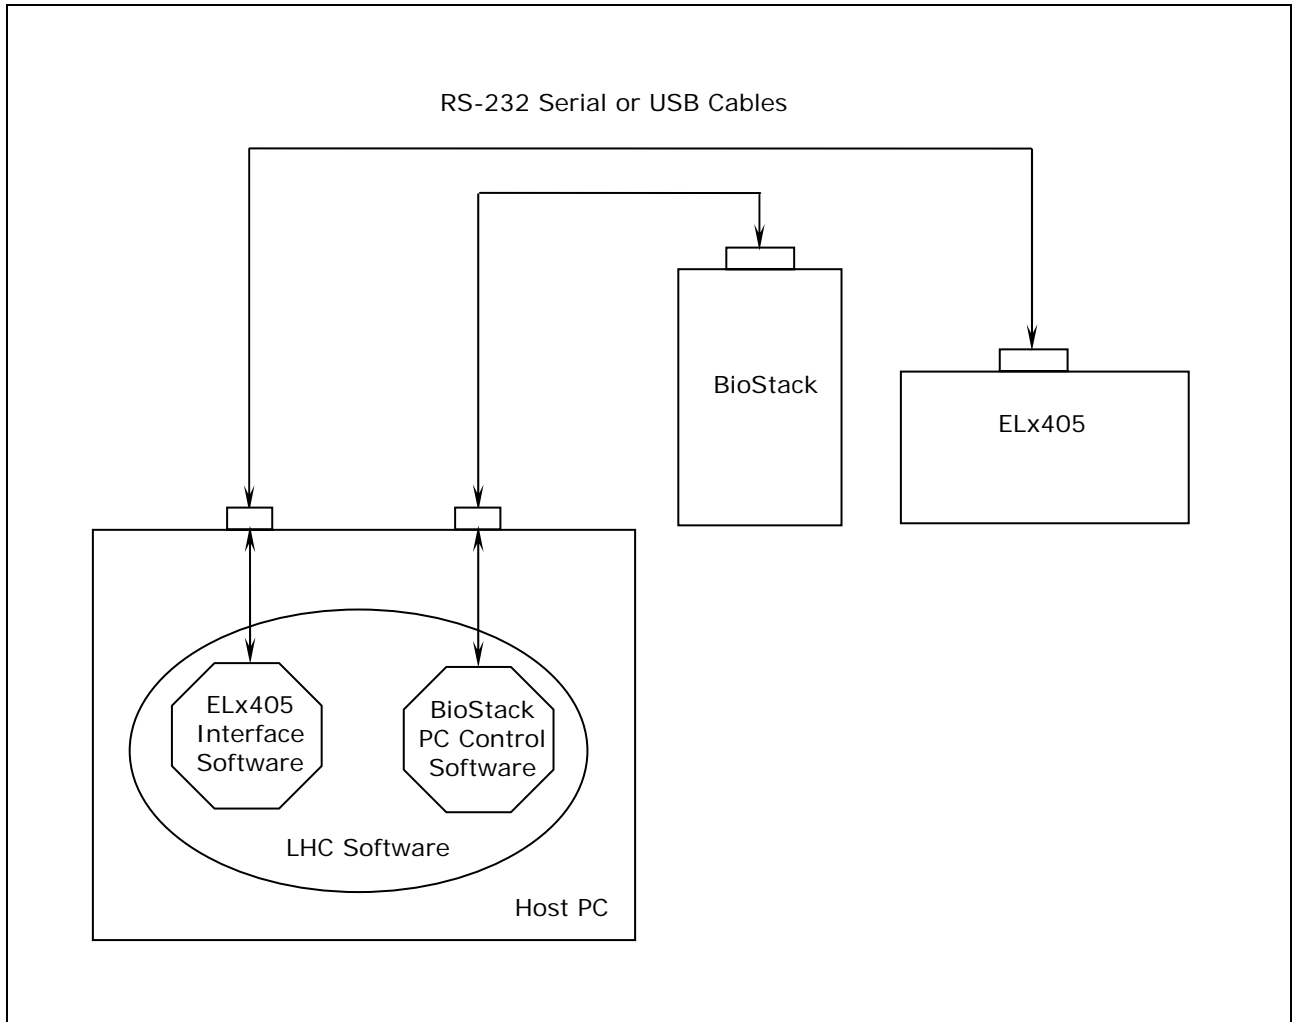 RS-232 Serial or USB Cables
BioStack
ELx405
ELx405
Interface
Software
BioStack
PC Control
Software
LHC Software
Host PC